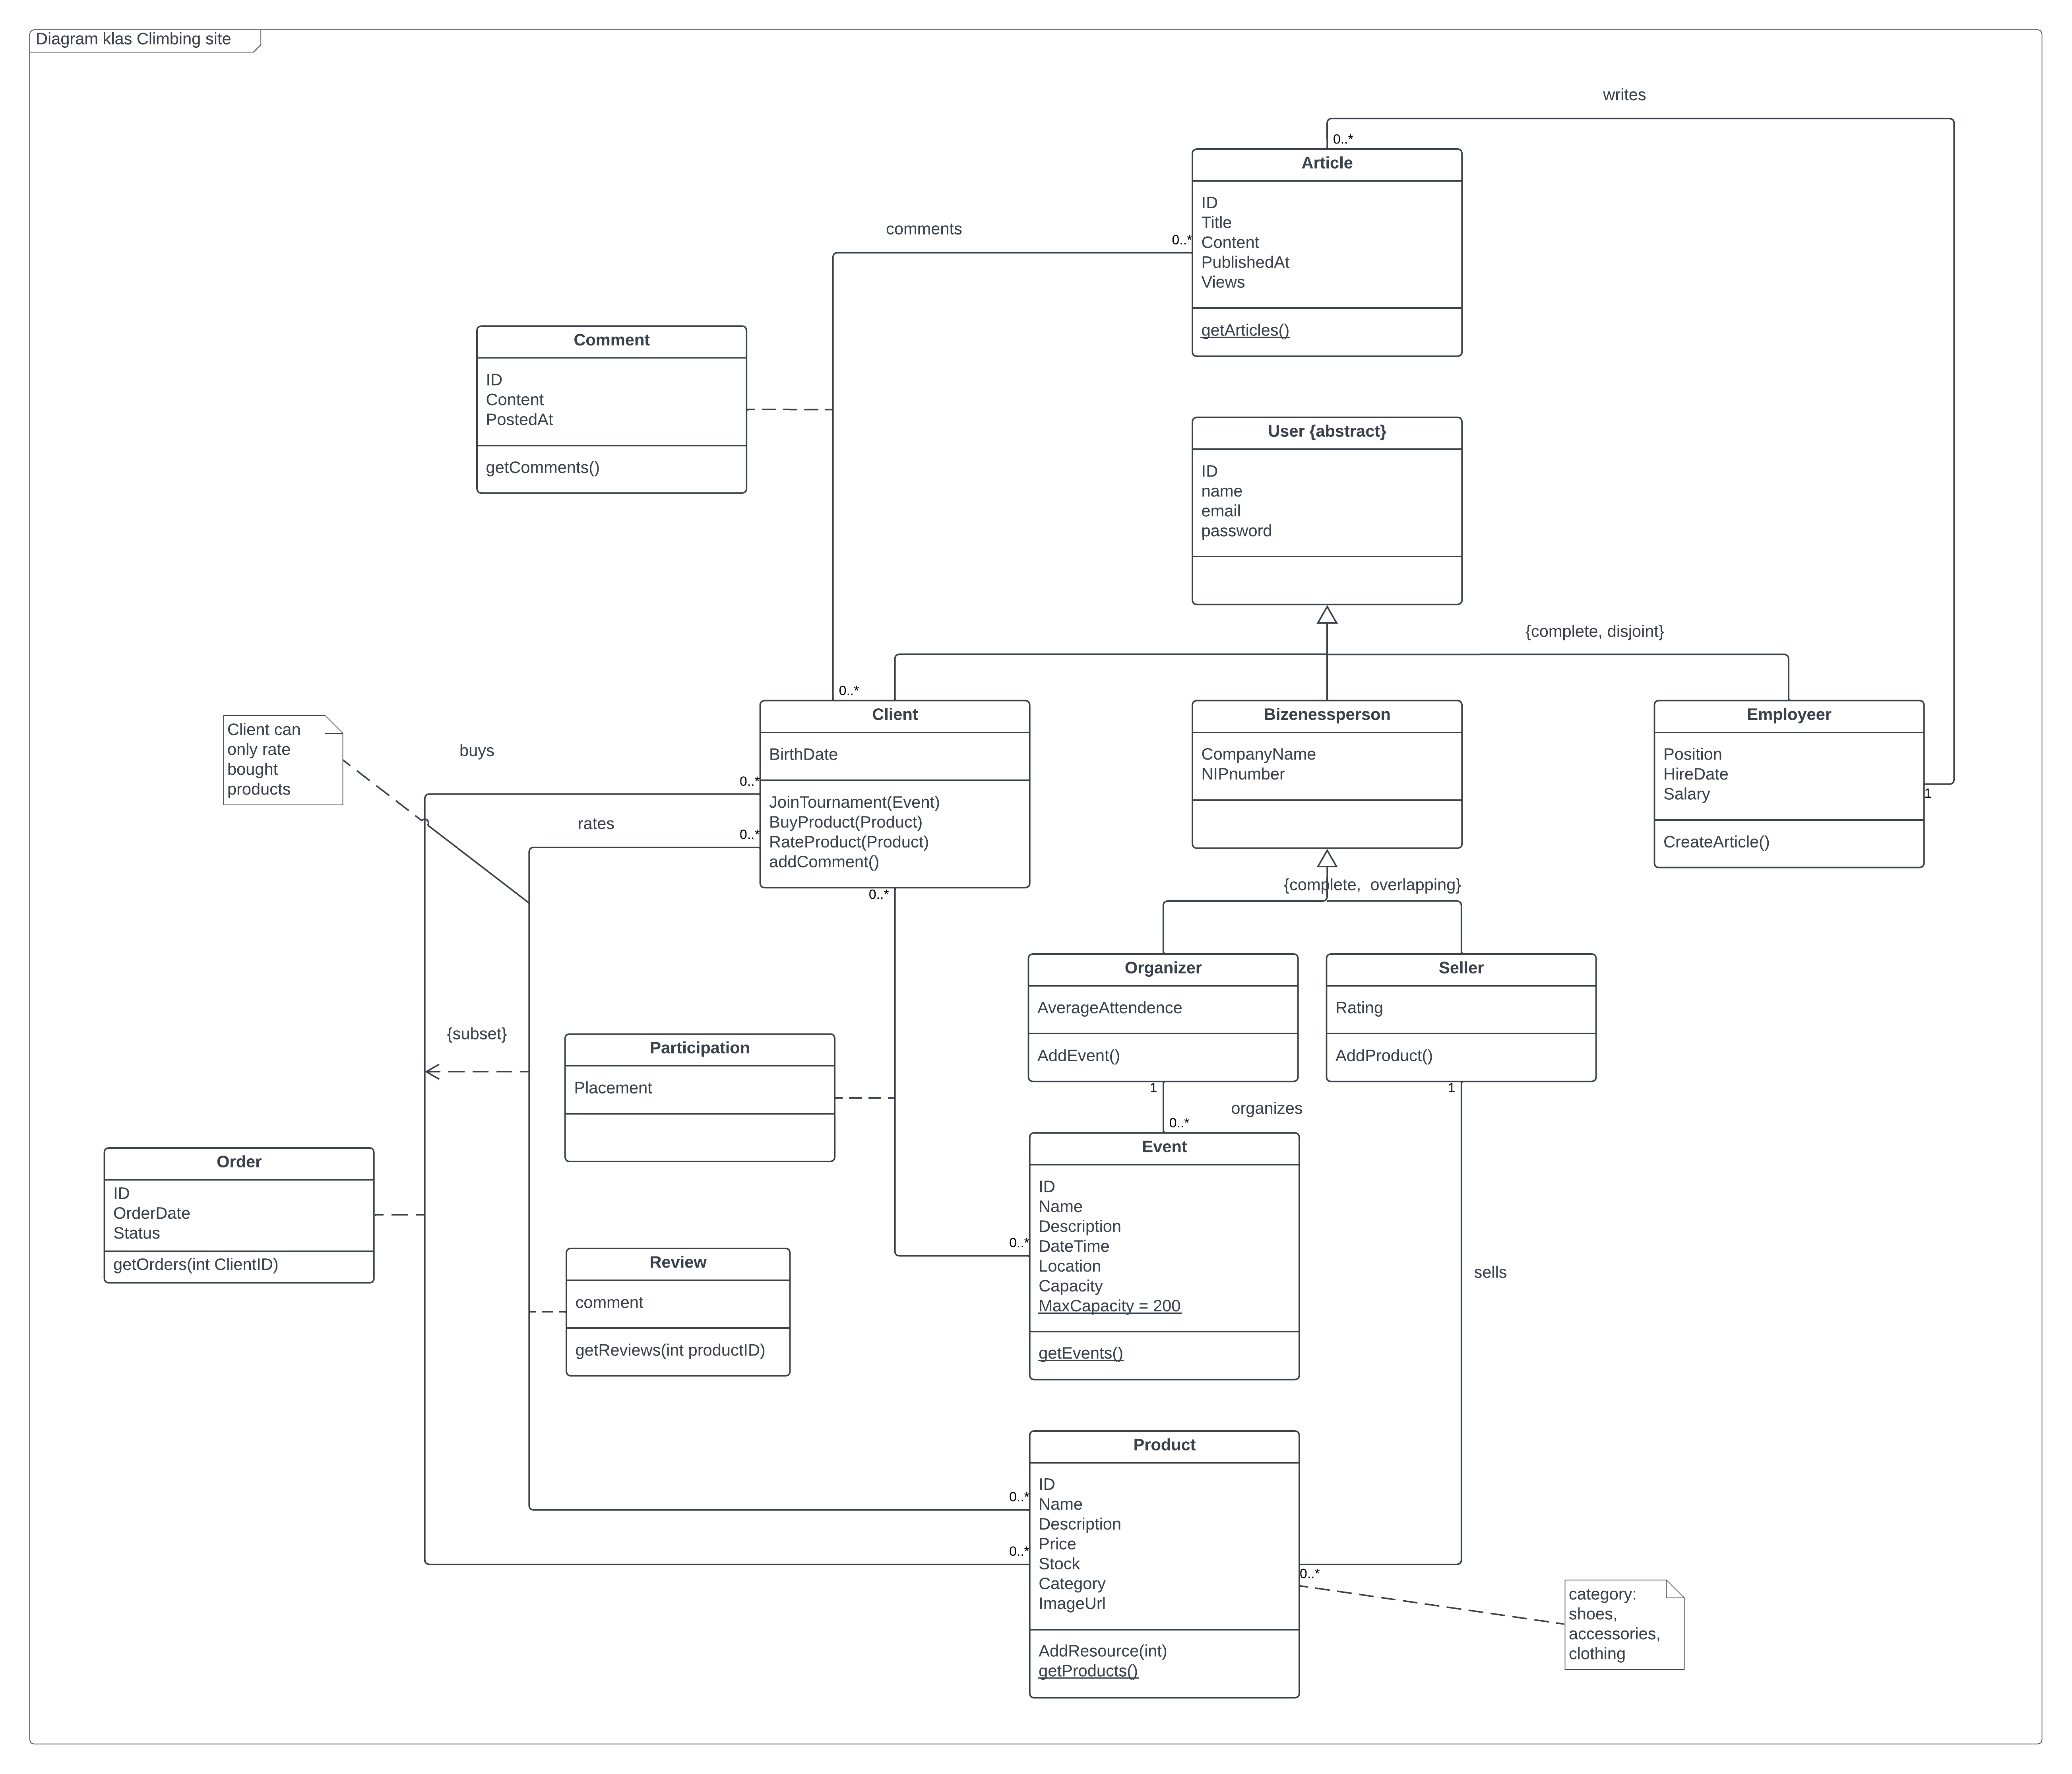 Diagram klas Climbing site
writes
0..*
Article
ID
Title
Content
PublishedAt
Views
getArticles()
comments
0..*
Comment
ID
Content
PostedAt
getComments()
User {abstract}
ID
name
email
password
{complete, disjoint}
0..*
Client
BirthDate
JoinTournament(Event)
BuyProduct(Product)
RateProduct(Product)
addComment()
Bizenessperson
CompanyName
NIPnumber
Employeer
Position
HireDate
Salary
CreateArticle()
1
Client can
only rate
bought
products
buys
0..*
rates
0..*
0..*
{complete,  overlapping}
Organizer
AverageAttendence
AddEvent()
Seller
Rating
AddProduct()
{subset}
Participation
Placement
1
organizes
0..*
1
Order
ID
OrderDate
Status
getOrders(int ClientID)
Event
ID
Name
Description
DateTime
Location
Capacity
MaxCapacity = 200
getEvents()
0..*
Review
comment
getReviews(int productID)
sells
Product
ID
Name
Description
Price
Stock
Category
ImageUrl
AddResource(int)
getProducts()
0..*
0..*
0..*
category:
shoes,
accessories,
clothing